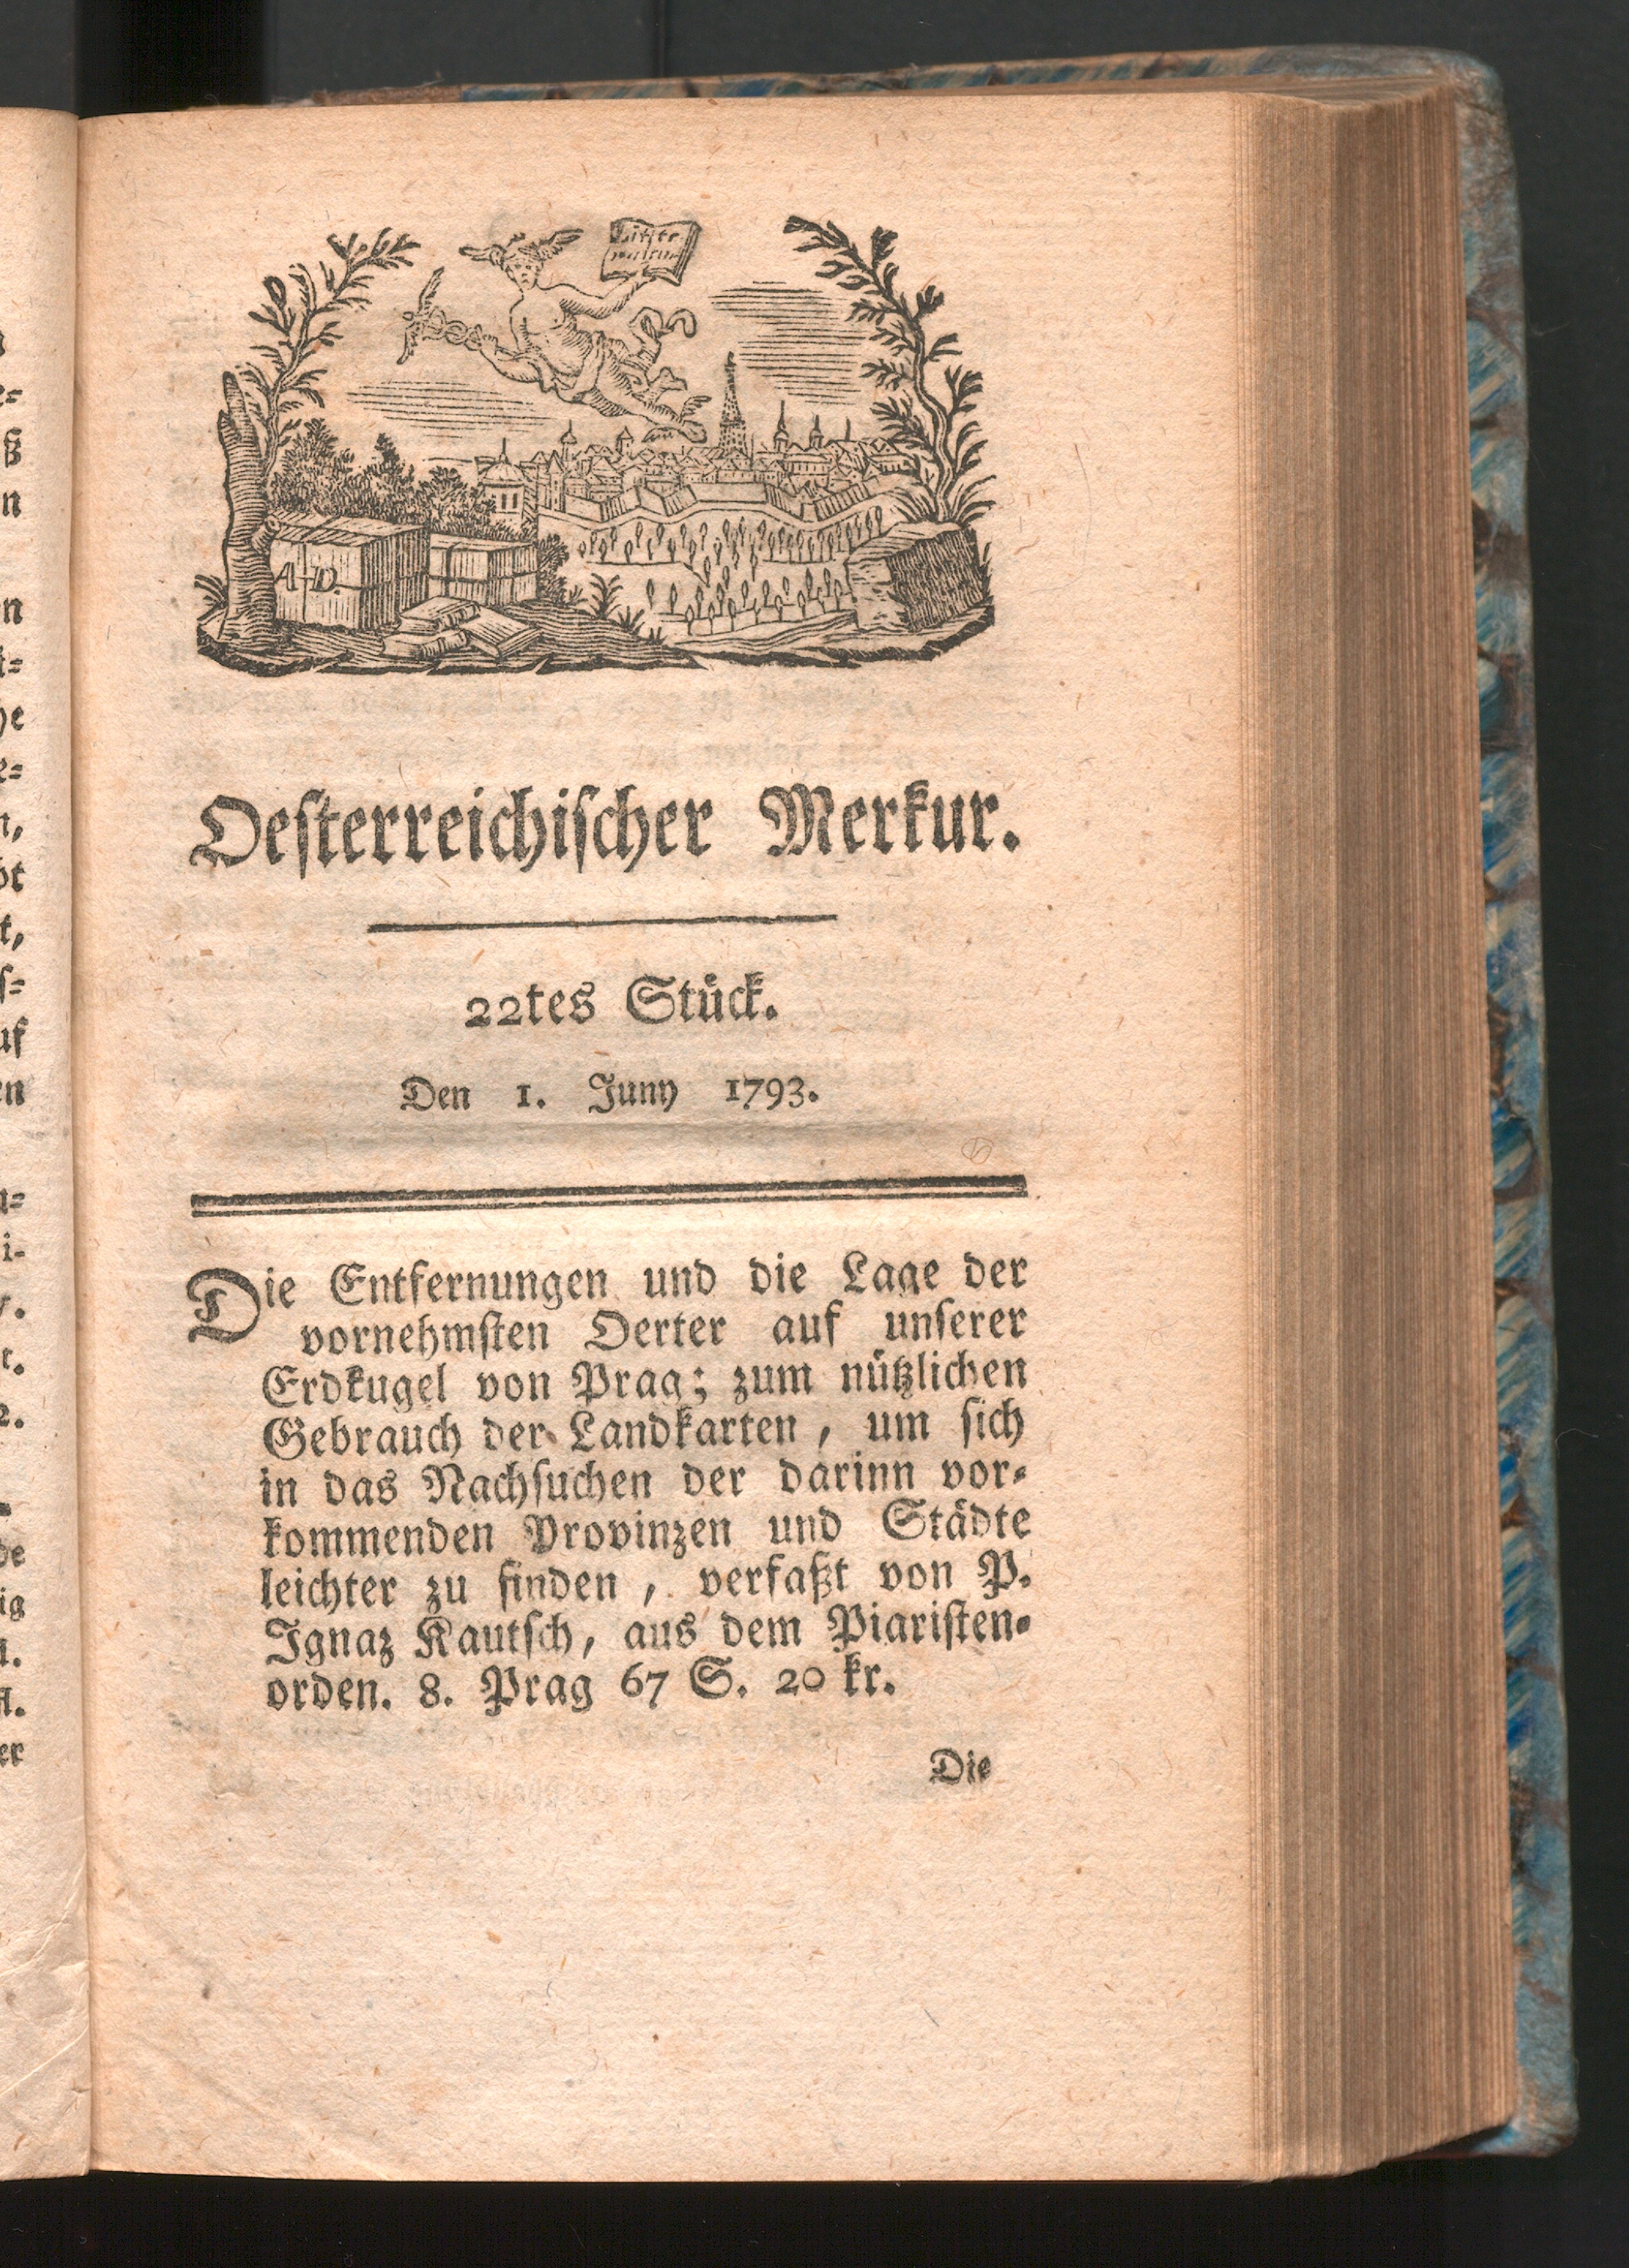 A. D.
Oesterreichischer Merkur.
22tes Stück.
Den 1. Juny 1793.
Die Entfernungen und die Lage der
vornehmsten Oerter auf unserer
Erdkugel von Prag; zum nützlichen
Gebrauch der Landkarten, um sich
in das Nachsuchen der darinn vor-
kommenden Provinzen und Städte
leichter zu finden, verfaßt von P.
Ignaz Kautsch, aus dem Piaristen-
orden. 8. Prag 67 S. 20 kr.
Die